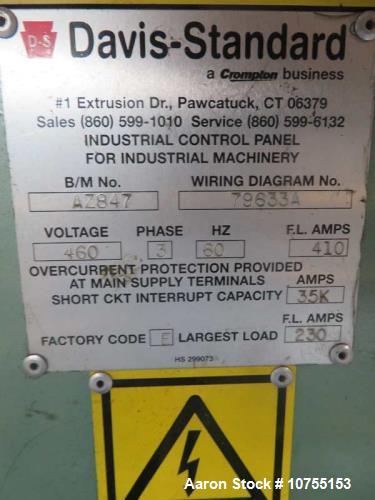 D-S
Davis-Standard
a Crompton business
#1 Extrusion Dr., Pawcatuck, CT 06379
Sales (860) 599-1010 Service (860) 599-6132
INDUSTRIAL CONTROL PANEL
FOR INDUSTRIAL MACHINERY
B/M No. WIRING DIAGRAM No.
AZ847 79633A
VOLTAGE PHASE HZ F.L. AMPS
460 3 60 410
OVERCURRENT PROTECTION PROVIDED
AT MAIN SUPPLY TERMINALS AMPS
SHORT CKT INTERRUPT CAPACITY 35K
F.L. AMPS
FACTORY CODE E LARGEST LOAD 230
HS 299073
Aaron Stock #10755153